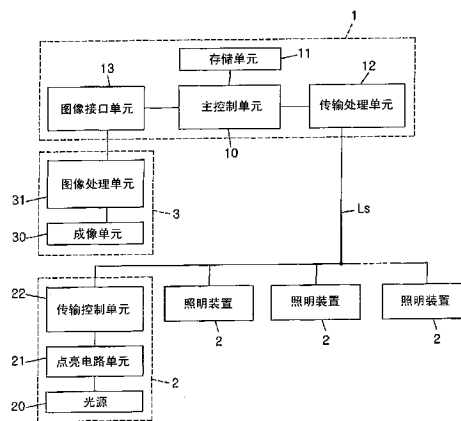 1
11
存储单元
13
12
图像接口单元
主控制单元
传输处理单元
10
图像处理单元
31
3
Ls
30
成像单元
22
传输控制单元
照明装置
照明装置
照明装置
2
2
2
21
点亮电路单元
2
20
光源